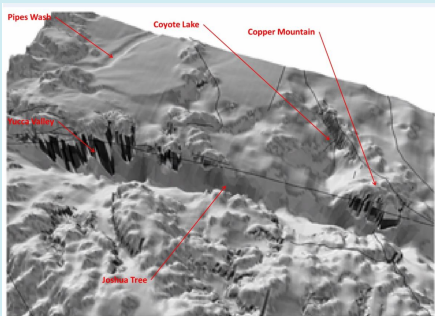 Pipes Wash
Coyote Lake
Copper Mountain
Yucca Valley
Joshua Tree